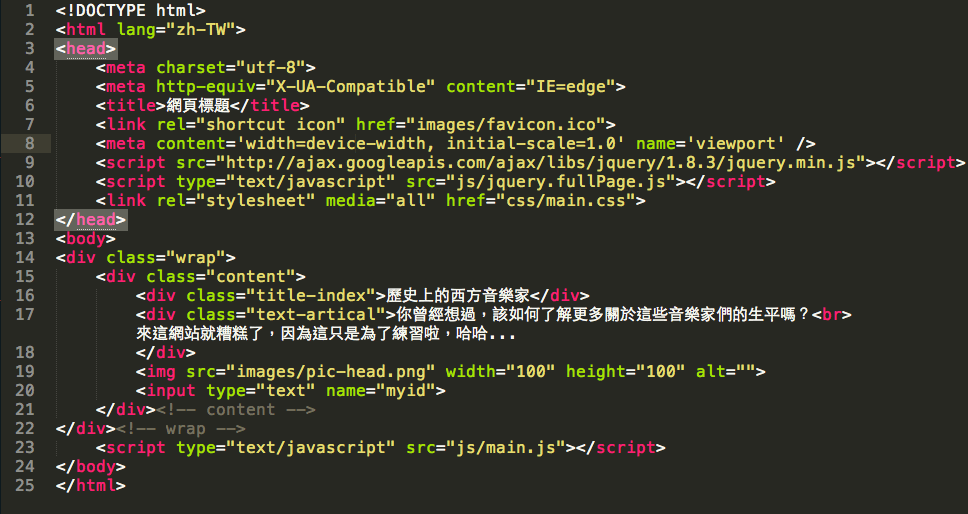 1 <!DOCTYPE html>
2 <html lang="zh-TW">
3 <head>
4     <meta charset="utf-8">
5     <meta http-equiv="X-UA-Compatible" content="IE=edge">
6     <title>網頁標題</title>
7     <link rel="shortcut icon" href="images/favicon.ico">
8     <meta content='width=device-width, initial-scale=1.0' name='viewport' />
9     <script src="http://ajax.googleapis.com/ajax/libs/jquery/1.8.3/jquery.min.js"></script>
10     <script type="text/javascript" src="js/jquery.fullPage.js"></script>
11     <link rel="stylesheet" media="all" href="css/main.css">
12 </head>
13 <body>
14 <div class="wrap">
15     <div class="content">
16         <div class="title-index">歷史上的西方音樂家</div>
17         <div class="text-artical">你曾經想過，該如何了解更多關於這些音樂家們的生平嗎？<br>
        來這網站就糟糕了，因為這只是為了練習啦，哈哈...
18         </div>
19         <img src="images/pic-head.png" width="100" height="100" alt="">
20         <input type="text" name="myid">
21     </div><!-- content -->
22 </div><!-- wrap -->
23     <script type="text/javascript" src="js/main.js"></script>
24 </body>
25 </html>